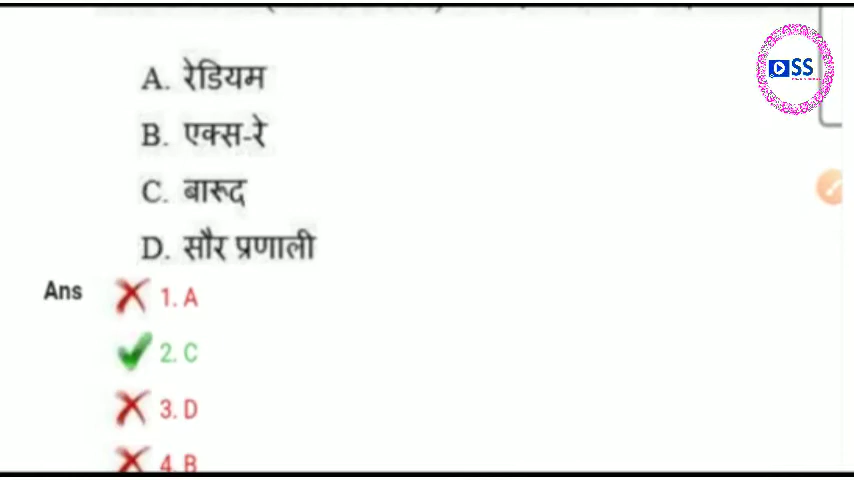 SS
A. रेडियम
B. एक्स-रे
C. बारूद
D. सौर प्रणाली
Ans
1. A
2. C
3. D
4. B